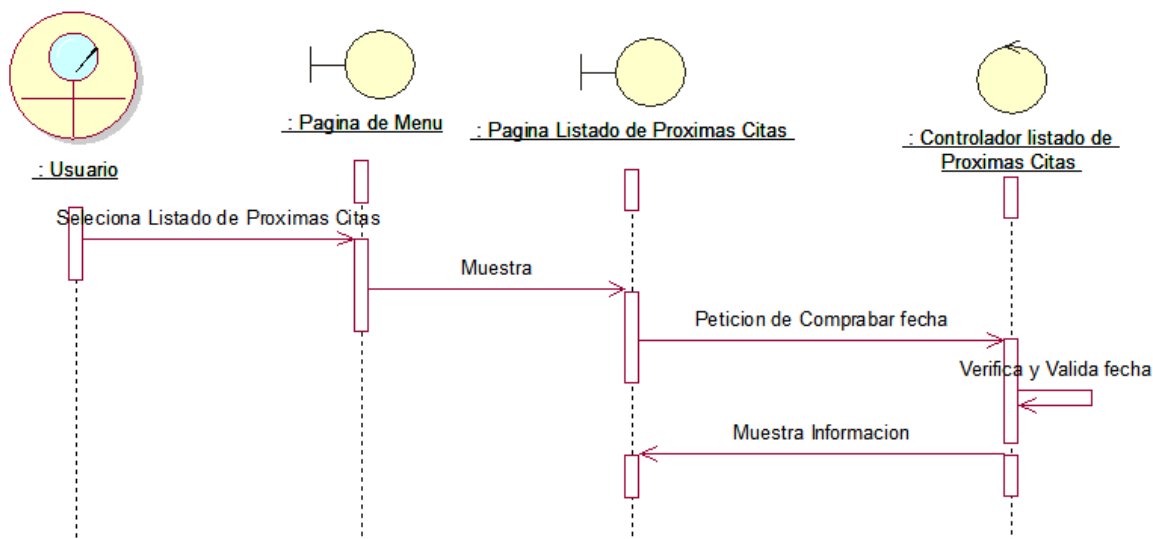 : Usuario
: Pagina de Menu
: Pagina Listado de Proximas Citas
: Controlador listado de
Proximas Citas
Seleciona Listado de Proximas Citas
Muestra
Peticion de Comprabar fecha
Verifica y Valida fecha
Muestra Informacion